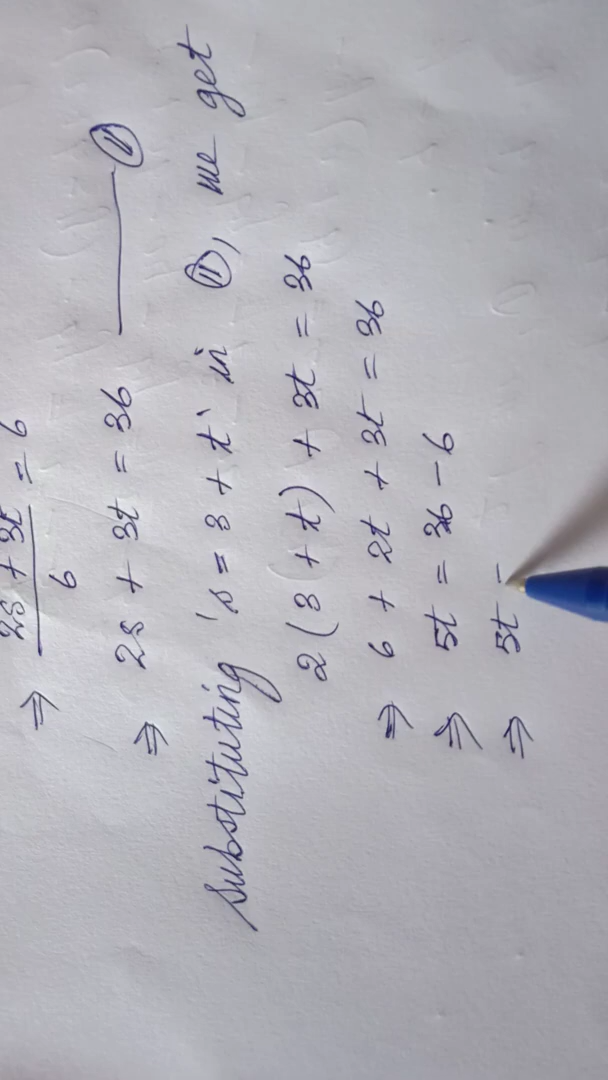 ⇒ 2s + 3t / 6 = 6
⇒ 2s + 3t = 36 —— (II)
substituting 's = 3 + t' in (II), we get
2(3 + t) + 3t = 36
⇒ 6 + 2t + 3t = 36
⇒ 5t = 36 - 6
⇒ 5t -